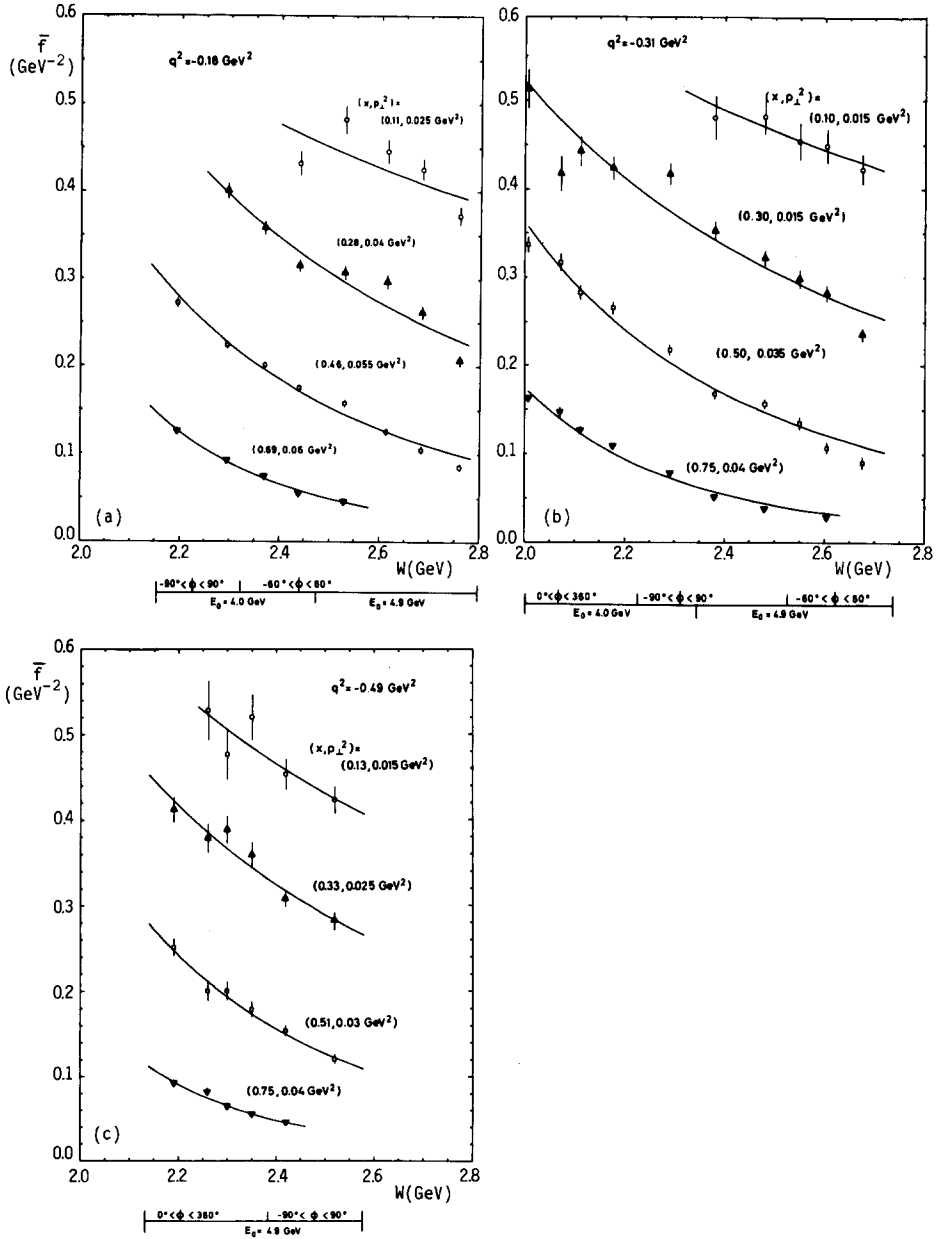 0.6
f̄
(GeV⁻²)
q²=-0.16 GeV²
0.5
(x,p⊥²)=
(0.11, 0.025 GeV²)
0.4
(0.28, 0.04 GeV²)
0.3
0.2
(0.46, 0.055 GeV²)
0.1
(0.69, 0.06 GeV²)
(a)
0.0
2.0 2.2 2.4 2.6 2.8
W(GeV)
-90°<ϕ<90° -60°<ϕ<60°
E₀ = 4.0 GeV E₀ = 4.9 GeV
0.6
q²=-0.31 GeV²
0.5
(x,p⊥²)=
(0.10, 0.015 GeV²)
0.4
(0.30, 0.015 GeV²)
0.3
0.2
(0.50, 0.035 GeV²)
0.1
(0.75, 0.04 GeV²)
(b)
0.0
2.0 2.2 2.4 2.6 2.8
W(GeV)
0°<ϕ<360° -90°<ϕ<90° -60°<ϕ<60°
E₀ = 4.0 GeV E₀ = 4.9 GeV
0.6
f̄
(GeV⁻²)
q²=-0.49 GeV²
0.5
(x,p⊥²)=
(0.13, 0.015 GeV²)
0.4
(0.33, 0.025 GeV²)
0.3
0.2
(0.51, 0.03 GeV²)
0.1
(0.75, 0.04 GeV²)
(c)
0.0
2.0 2.2 2.4 2.6 2.8
W(GeV)
0°<ϕ<360° -90°<ϕ<90°
E₀ = 4.9 GeV